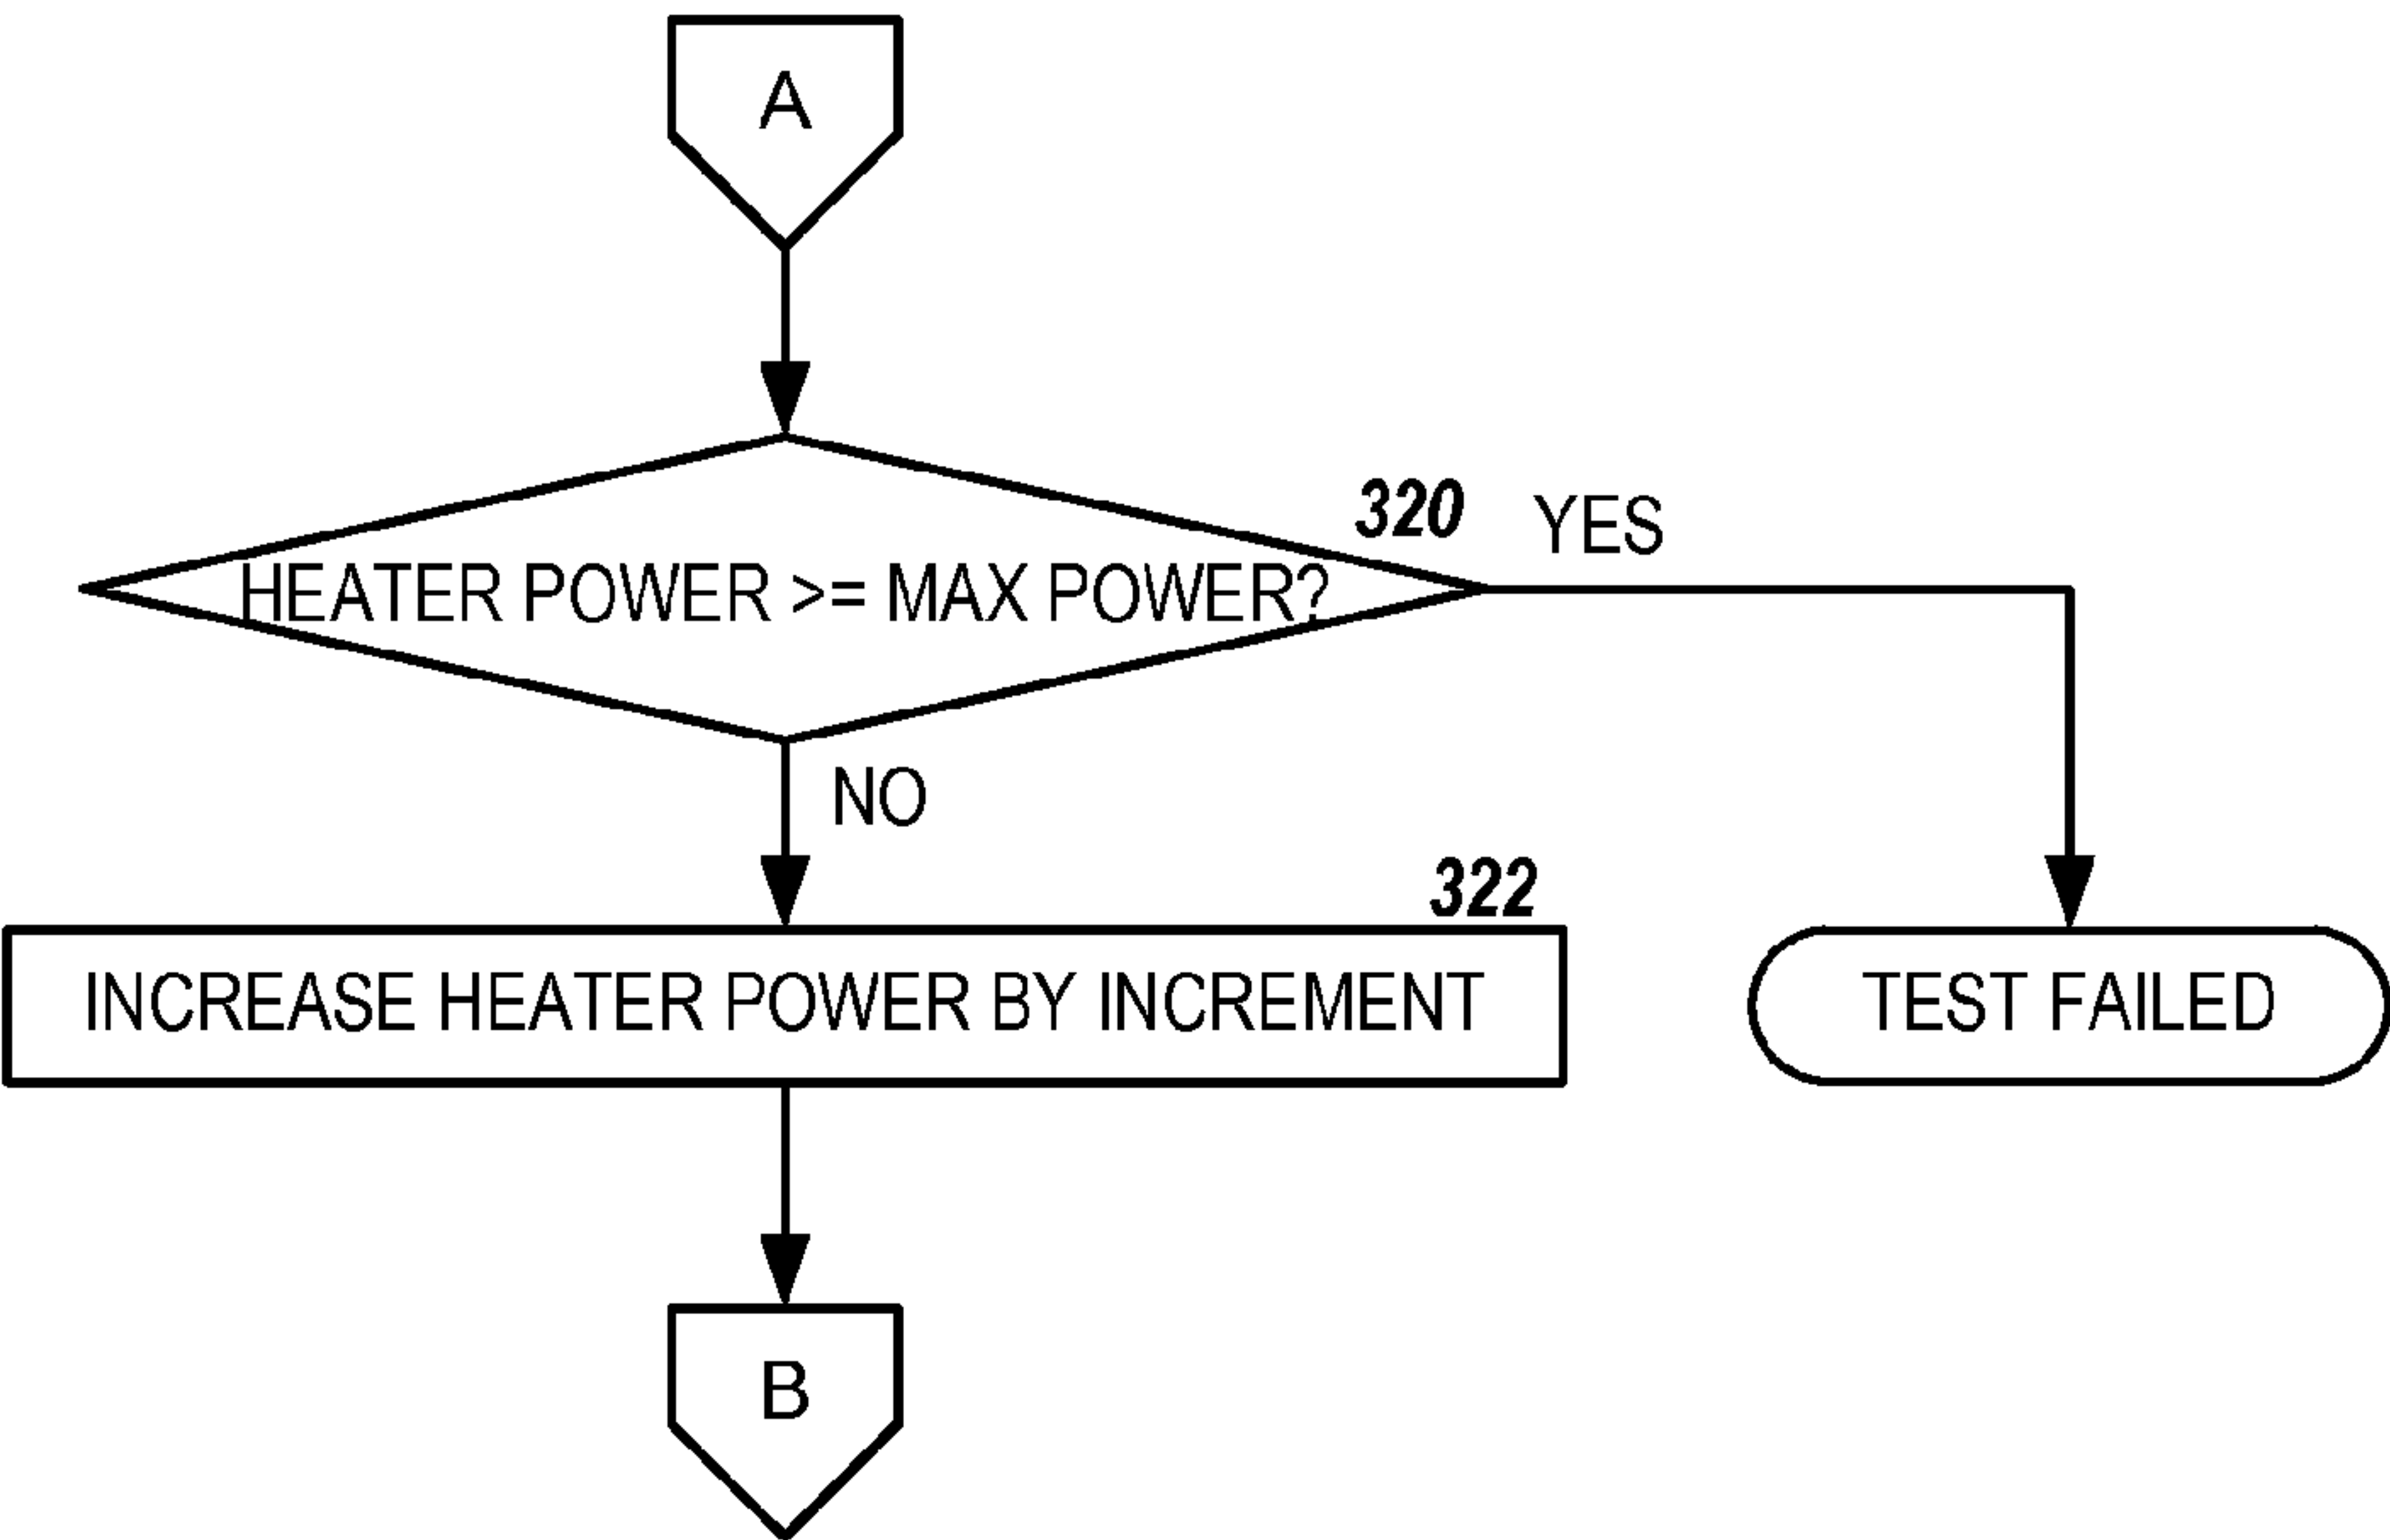 A
320
YES
HEATER POWER >= MAX POWER?
NO
322
INCREASE HEATER POWER BY INCREMENT
TEST FAILED
B